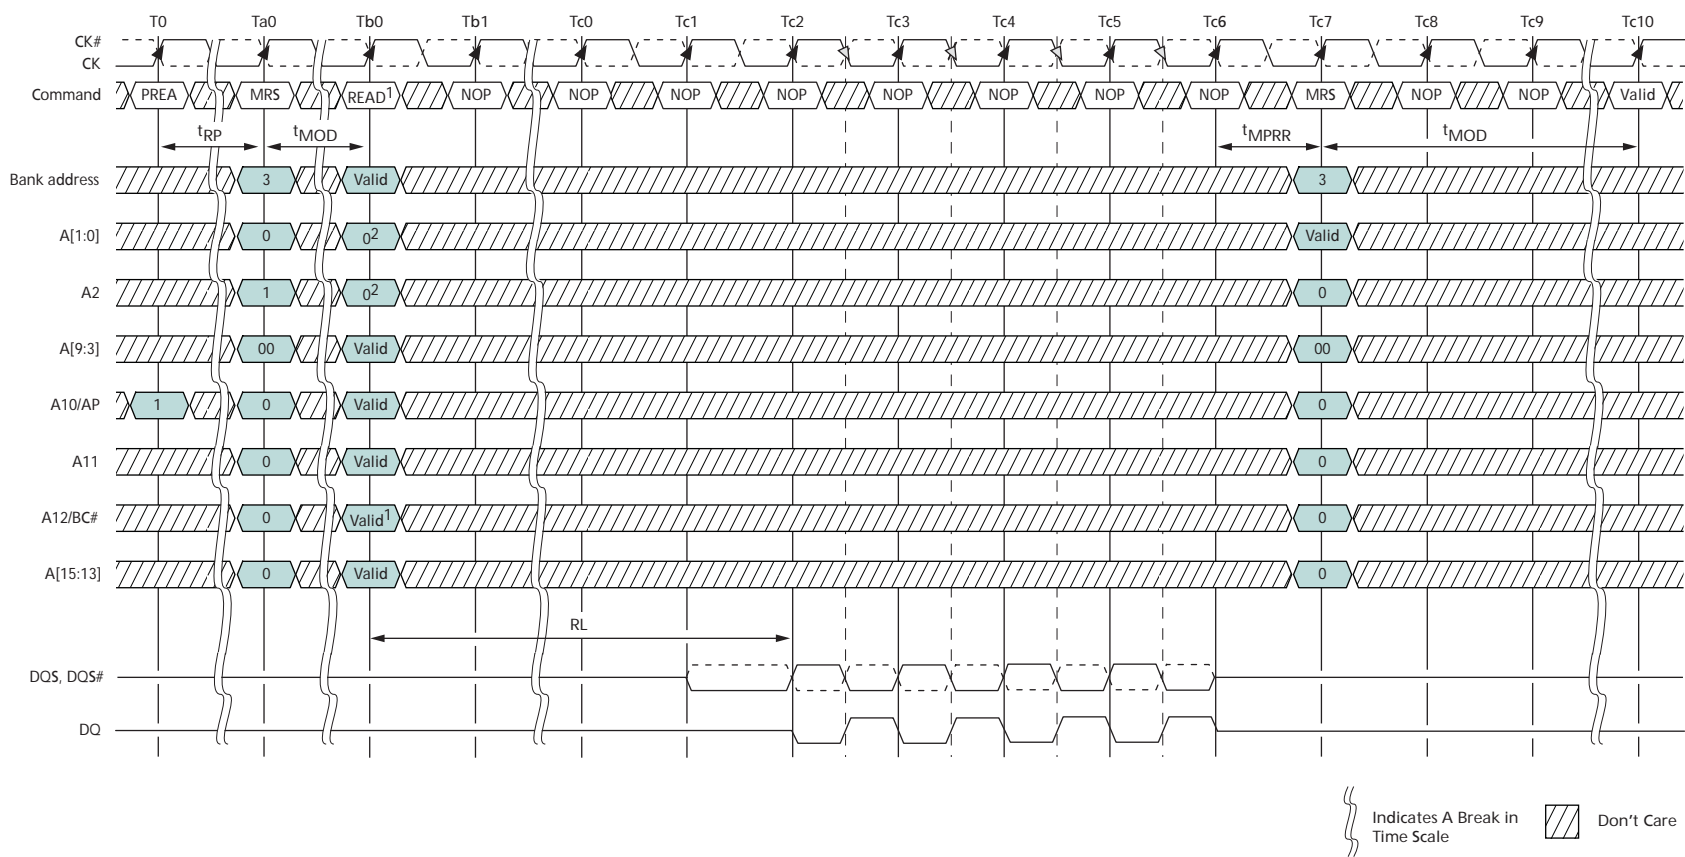 T0 Ta0 Tb0 Tb1 Tc0 Tc1 Tc2 Tc3 Tc4 Tc5 Tc6 Tc7 Tc8 Tc9 Tc10
CK#
CK
Command PREA MRS READ1 NOP NOP NOP NOP NOP NOP NOP NOP MRS NOP NOP Valid
tRP tMOD tMPRR tMOD
Bank address 3 Valid 3
A[1:0] 0 02 Valid
A2 1 02 0
A[9:3] 00 Valid 00
A10/AP 1 0 Valid 0
A11 0 Valid 0
A12/BC# 0 Valid1 0
A[15:13] 0 Valid 0
RL
DQS, DQS#
DQ
Indicates A Break in
Time Scale
Don't Care